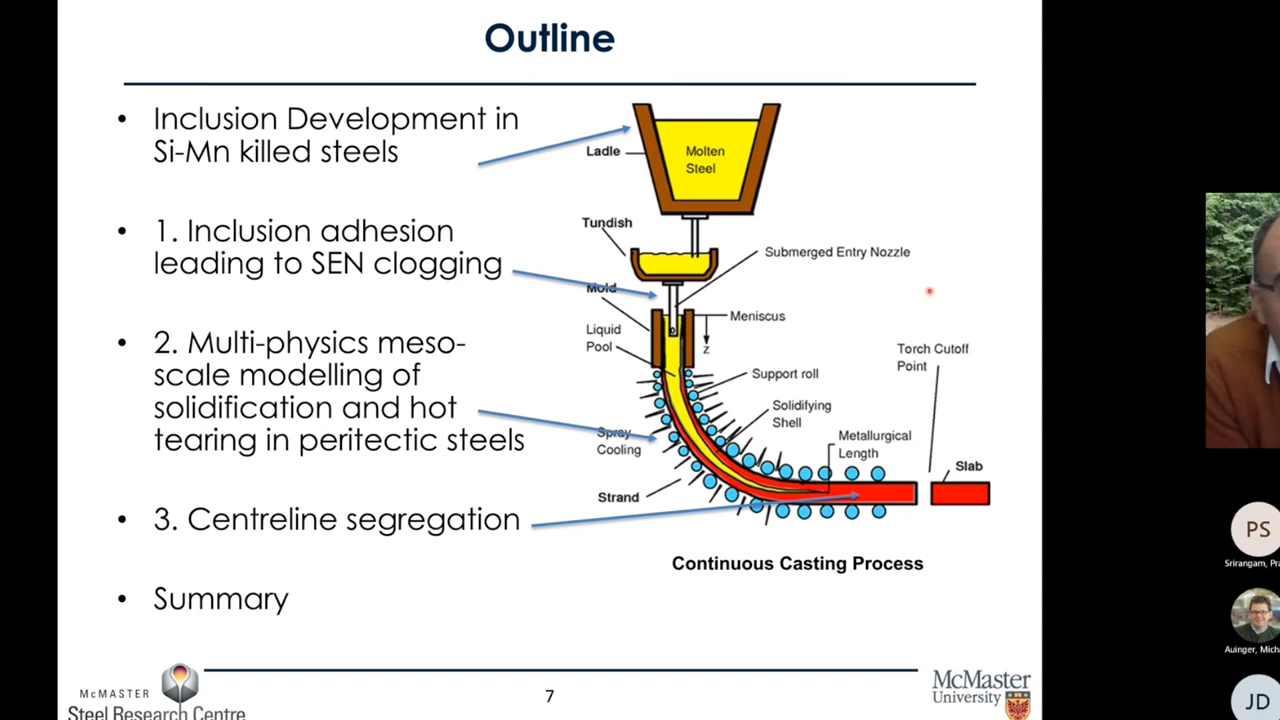 Outline
• Inclusion Development in
Si-Mn killed steels
• 1. Inclusion adhesion
leading to SEN clogging
• 2. Multi-physics meso-
scale modelling of
solidification and hot
tearing in peritectic steels
• 3. Centreline segregation
• Summary
Ladle
Molten
Steel
Tundish
Submerged Entry Nozzle
Mold
Meniscus
Liquid
Pool
z
Torch Cutoff
Point
Support roll
Solidifying
Shell
Spray
Cooling
Metallurgical
Length
Slab
Strand
Continuous Casting Process
McMASTER
Steel Research Centre
7
McMaster
University
PS
Srirangam, Pra
Auinger, Mich
JD